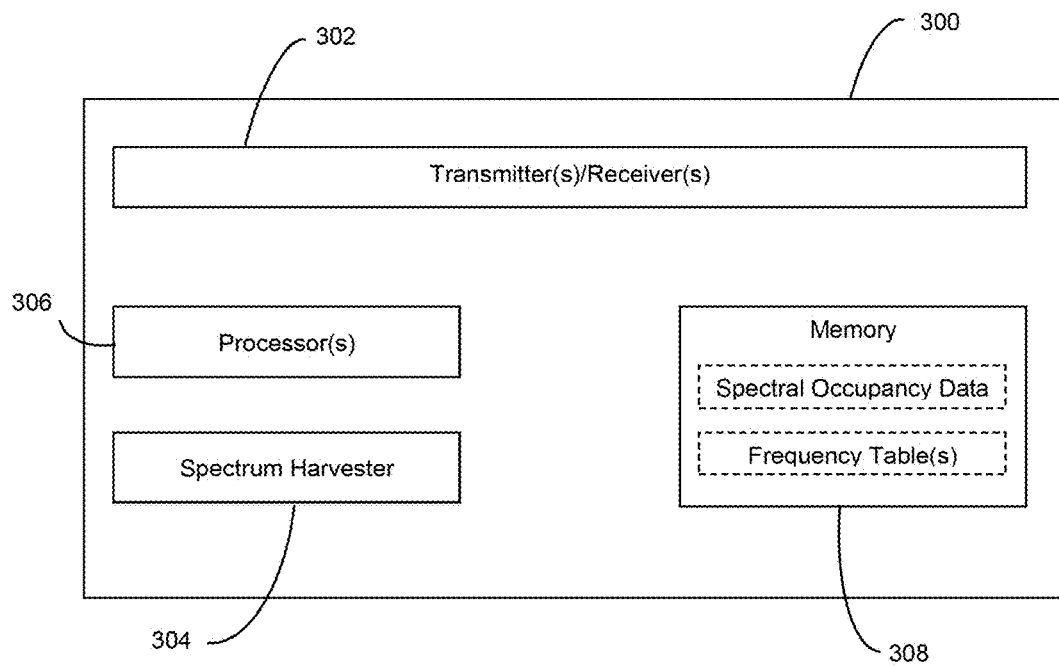 302
300
Transmitter(s)/Receiver(s)
306
Processor(s)
Memory
Spectral Occupancy Data
Spectrum Harvester
Frequency Table(s)
304
308